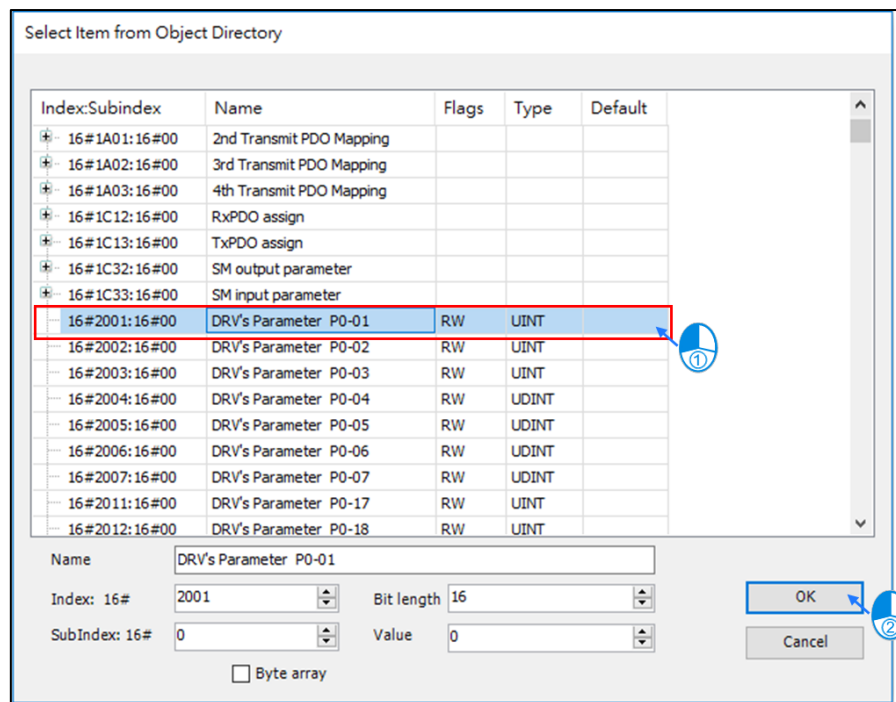 Select Item from Object Directory
Index:Subindex Name Flags Type Default
16#1A01:16#00 2nd Transmit PDO Mapping
16#1A02:16#00 3rd Transmit PDO Mapping
16#1A03:16#00 4th Transmit PDO Mapping
16#1C12:16#00 RxPDO assign
16#1C13:16#00 TxPDO assign
16#1C32:16#00 SM output parameter
16#1C33:16#00 SM input parameter
16#2001:16#00 DRV's Parameter P0-01 RW UINT
16#2002:16#00 DRV's Parameter P0-02 RW UINT
16#2003:16#00 DRV's Parameter P0-03 RW UINT
16#2004:16#00 DRV's Parameter P0-04 RW UDINT
16#2005:16#00 DRV's Parameter P0-05 RW UDINT
16#2006:16#00 DRV's Parameter P0-06 RW UDINT
16#2007:16#00 DRV's Parameter P0-07 RW UDINT
16#2011:16#00 DRV's Parameter P0-17 RW UINT
16#2012:16#00 DRV's Parameter P0-18 RW UINT
①
Name DRV's Parameter P0-01
Index: 16# 2001 Bit length 16 OK
②
SubIndex: 16# 0 Value 0 Cancel
Byte array